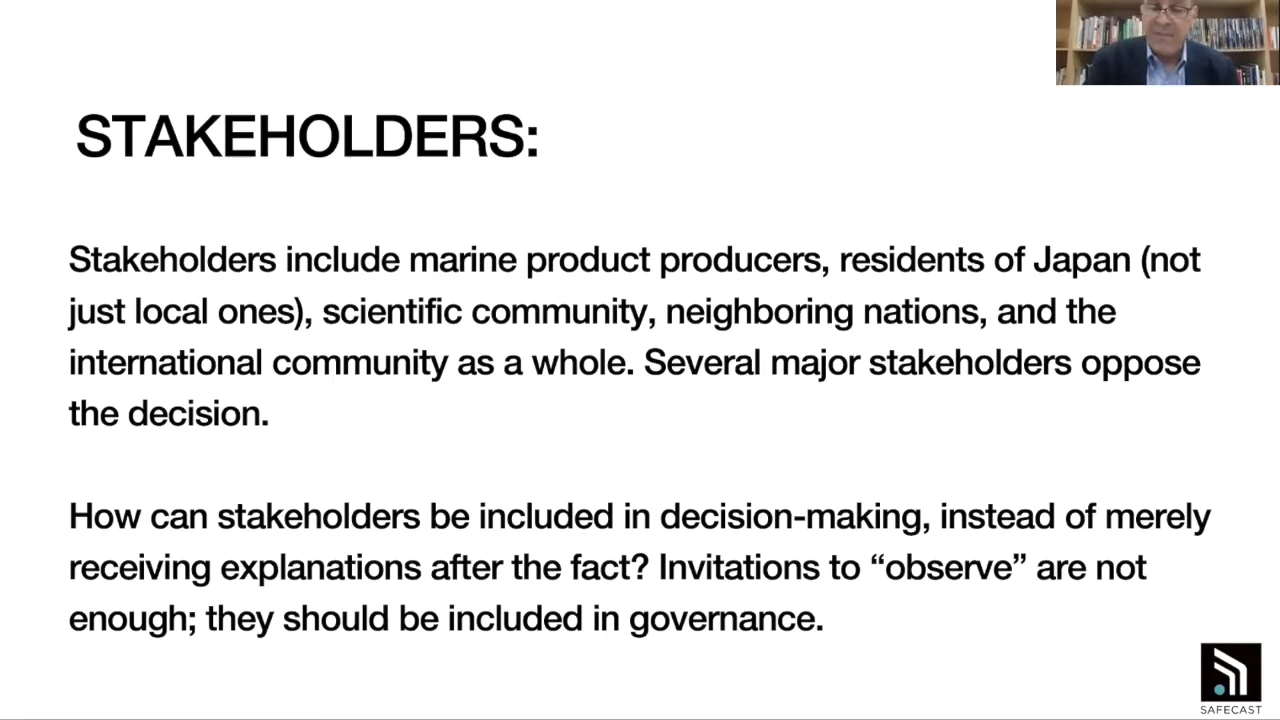 STAKEHOLDERS:
Stakeholders include marine product producers, residents of Japan (not
just local ones), scientific community, neighboring nations, and the
international community as a whole. Several major stakeholders oppose
the decision.
How can stakeholders be included in decision-making, instead of merely
receiving explanations after the fact? Invitations to “observe” are not
enough; they should be included in governance.
SAFECAST